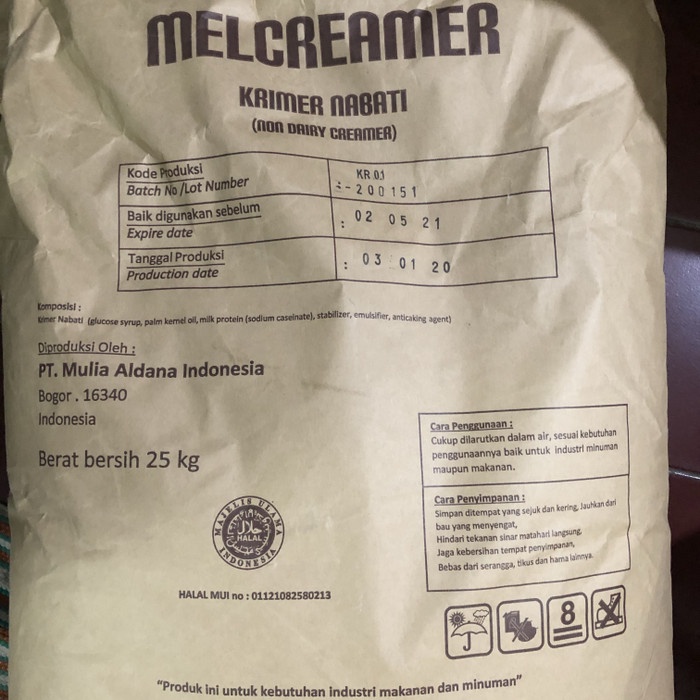 MELCREAMER
KRIMER NABATI
(NON DAIRY CREAMER)
Kode Produksi
Batch No /Lot Number
KR 01
:-200151
Baik digunakan sebelum
Expire date
: 02 05 21
Tanggal Produksi
Production date
: 03 01 20
Komposisi :
Krimer Nabati (glucose syrup, palm kernel oil, milk protein (sodium caseinate), stabilizer, emulsifier, anticaking agent)
Diproduksi Oleh :
PT. Mulia Aldana Indonesia
Bogor . 16340
Indonesia
Berat bersih 25 kg
Cara Penggunaan :
Cukup dilarutkan dalam air, sesuai kebutuhan
penggunaannya baik untuk industri minuman
maupun makanan.
Cara Penyimpanan :
Simpan ditempat yang sejuk dan kering, Jauhkan dari
bau yang menyengat,
Hindari tekanan sinar matahari langsung,
Jaga kebersihan tempat penyimpanan,
Bebas dari serangga, tikus dan hama lainnya.
MAJELIS ULAMA
حلال
HALAL
INDONESIA
HALAL MUI no : 01121082580213
8
"Produk ini untuk kebutuhan industri makanan dan minuman"